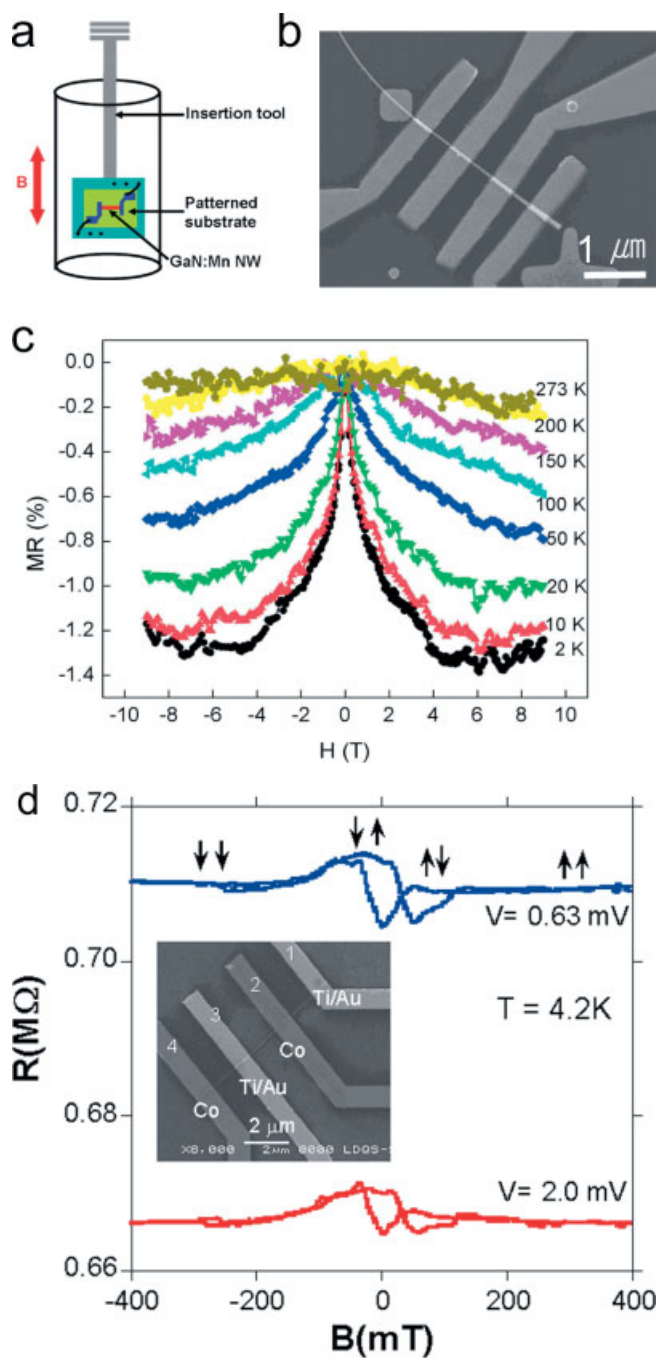 a
Insertion tool
B
Patterned
substrate
GaN:Mn NW
b
1 μm
c
0.0
-0.2
-0.4
-0.6
-0.8
-1.0
-1.2
-1.4
MR (%)
273 K
200 K
150 K
100 K
50 K
20 K
10 K
2 K
-10 -8 -6 -4 -2 0 2 4 6 8 10
H (T)
d
0.72
0.70
0.68
0.66
R(MΩ)
V= 0.63 mV
T = 4.2K
V= 2.0 mV
1
2
3
4
Ti/Au
Co
Ti/Au
Co
2 μm
-400 -200 0 200 400
B(mT)